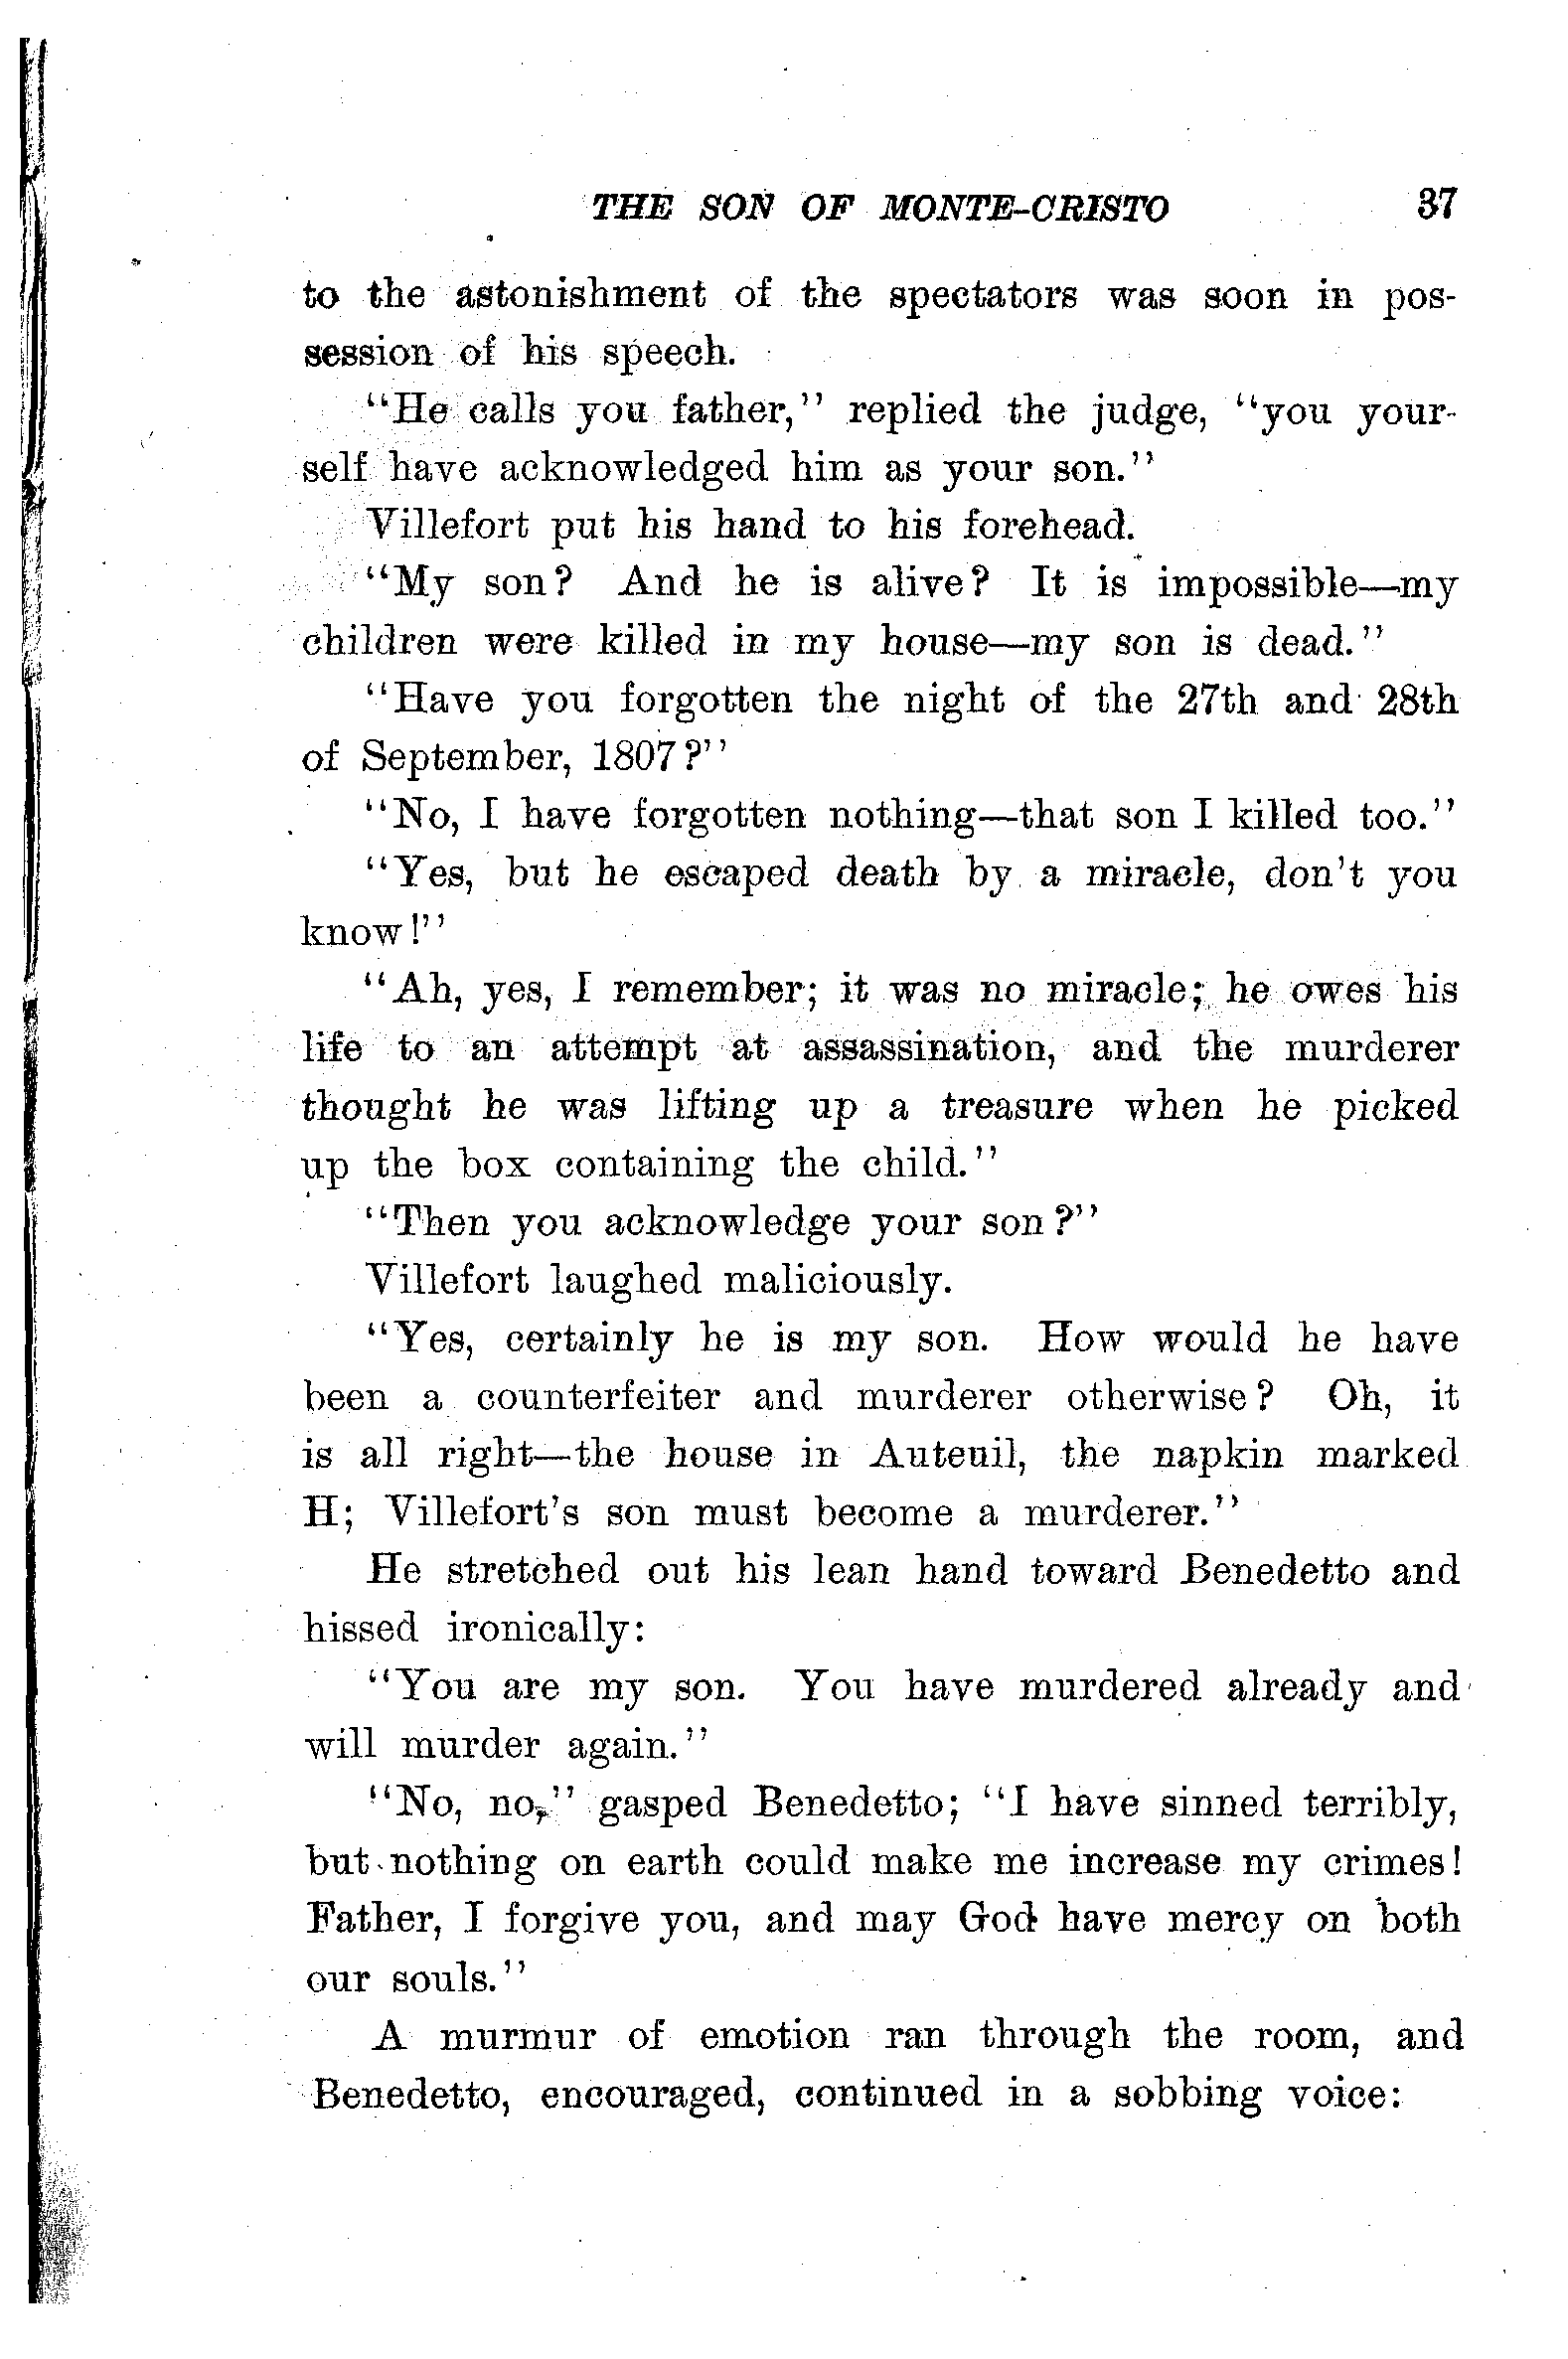 THE SON OF MONTE-CRISTO 37
to the astonishment of the spectators was soon in pos-
session of his speech.
"He calls you father," replied the judge, "you your-
self have acknowledged him as your son."
Villefort put his hand to his forehead.
"My son? And he is alive? It is impossible—my
children were killed in my house—my son is dead."
"Have you forgotten the night of the 27th and 28th
of September, 1807?"
"No, I have forgotten nothing—that son I killed too."
"Yes, but he escaped death by a miracle, don't you
know!"
"Ah, yes, I remember; it was no miracle; he owes his
life to an attempt at assassination, and the murderer
thought he was lifting up a treasure when he picked
up the box containing the child."
"Then you acknowledge your son?"
Villefort laughed maliciously.
"Yes, certainly he is my son. How would he have
been a counterfeiter and murderer otherwise? Oh, it
is all right—the house in Auteuil, the napkin marked
H; Villefort's son must become a murderer."
He stretched out his lean hand toward Benedetto and
hissed ironically:
"You are my son. You have murdered already and
will murder again."
"No, no," gasped Benedetto; "I have sinned terribly,
but nothing on earth could make me increase my crimes!
Father, I forgive you, and may God have mercy on both
our souls."
A murmur of emotion ran through the room, and
Benedetto, encouraged, continued in a sobbing voice: